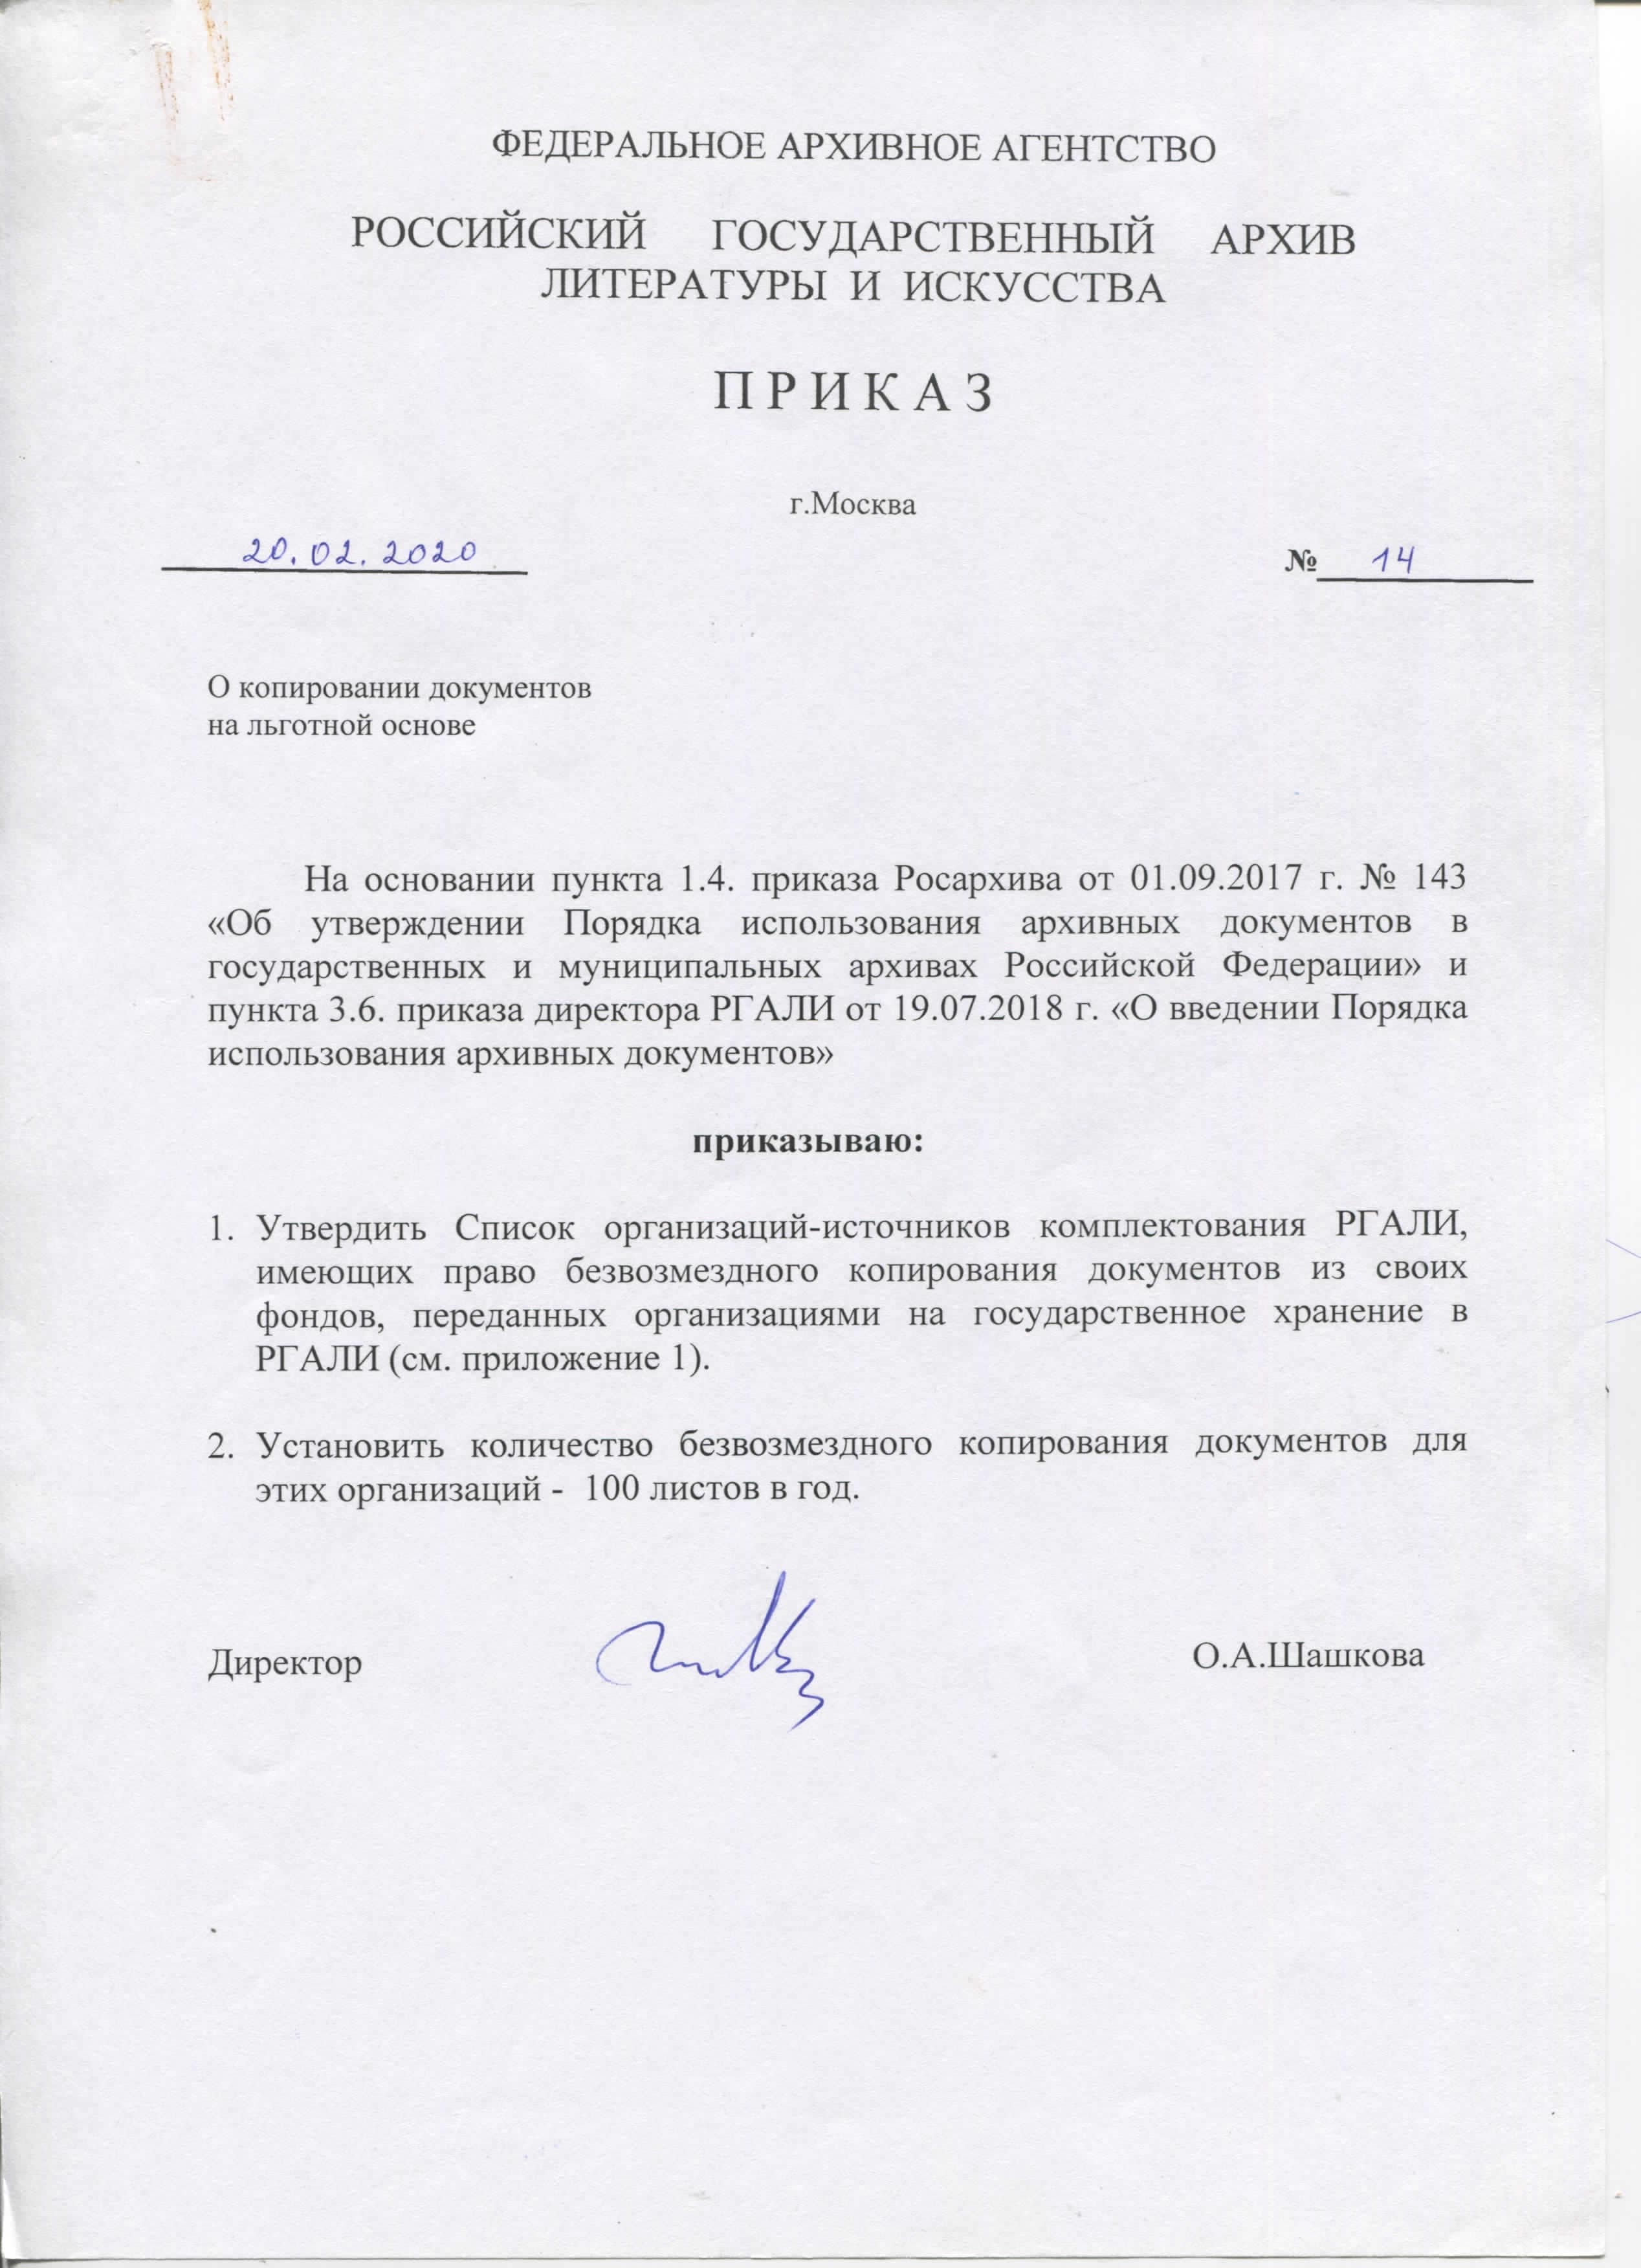 ФЕДЕРАЛЬНОЕ АРХИВНОЕ АГЕНТСТВО
РОССИЙСКИЙ ГОСУДАРСТВЕННЫЙ АРХИВ
ЛИТЕРАТУРЫ И ИСКУССТВА
П Р И К А З
г.Москва
20.02.2020 № 14
О копировании документов
на льготной основе
На основании пункта 1.4. приказа Росархива от 01.09.2017 г. № 143
«Об утверждении Порядка использования архивных документов в
государственных и муниципальных архивах Российской Федерации» и
пункта 3.6. приказа директора РГАЛИ от 19.07.2018 г. «О введении Порядка
использования архивных документов»
приказываю:
1. Утвердить Список организаций-источников комплектования РГАЛИ,
имеющих право безвозмездного копирования документов из своих
фондов, переданных организациями на государственное хранение в
РГАЛИ (см. приложение 1).
2. Установить количество безвозмездного копирования документов для
этих организаций - 100 листов в год.
Директор О.А.Шашкова